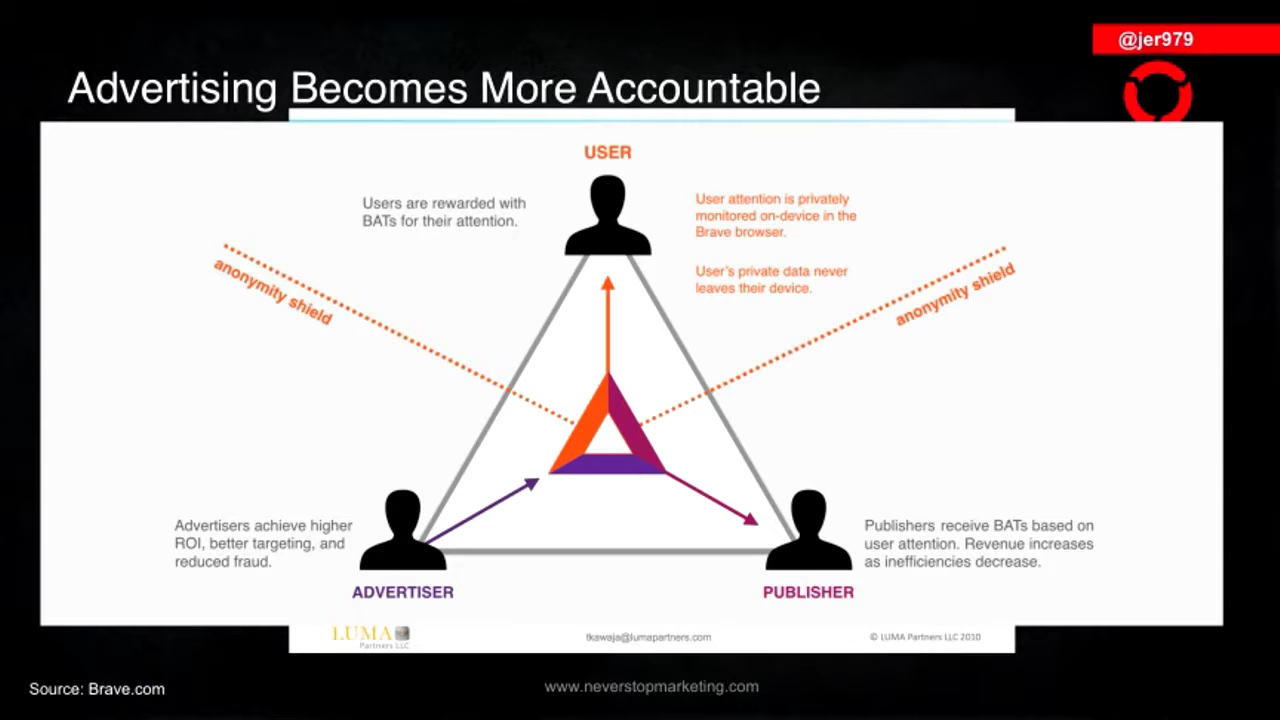 @jer979
Advertising Becomes More Accountable
USER
Users are rewarded with
BATs for their attention.
User attention is privately
monitored on-device in the
Brave browser.
User's private data never
leaves their device.
anonymity shield
anonymity shield
Advertisers achieve higher
ROI, better targeting, and
reduced fraud.
ADVERTISER
Publishers receive BATs based on
user attention. Revenue increases
as inefficiencies decrease.
PUBLISHER
LUMA
Partners LLC
tkawaja@lumapartners.com
© LUMA Partners LLC 2010
Source: Brave.com
www.neverstopmarketing.com